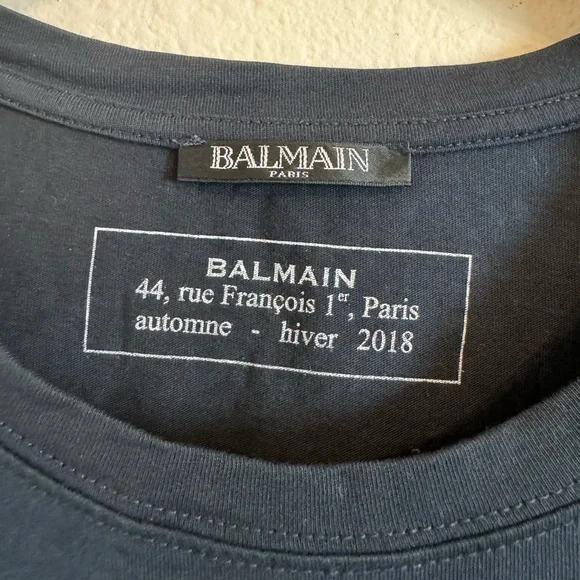 BALMAIN
PARIS
BALMAIN
44, rue François 1er, Paris
automne - hiver 2018